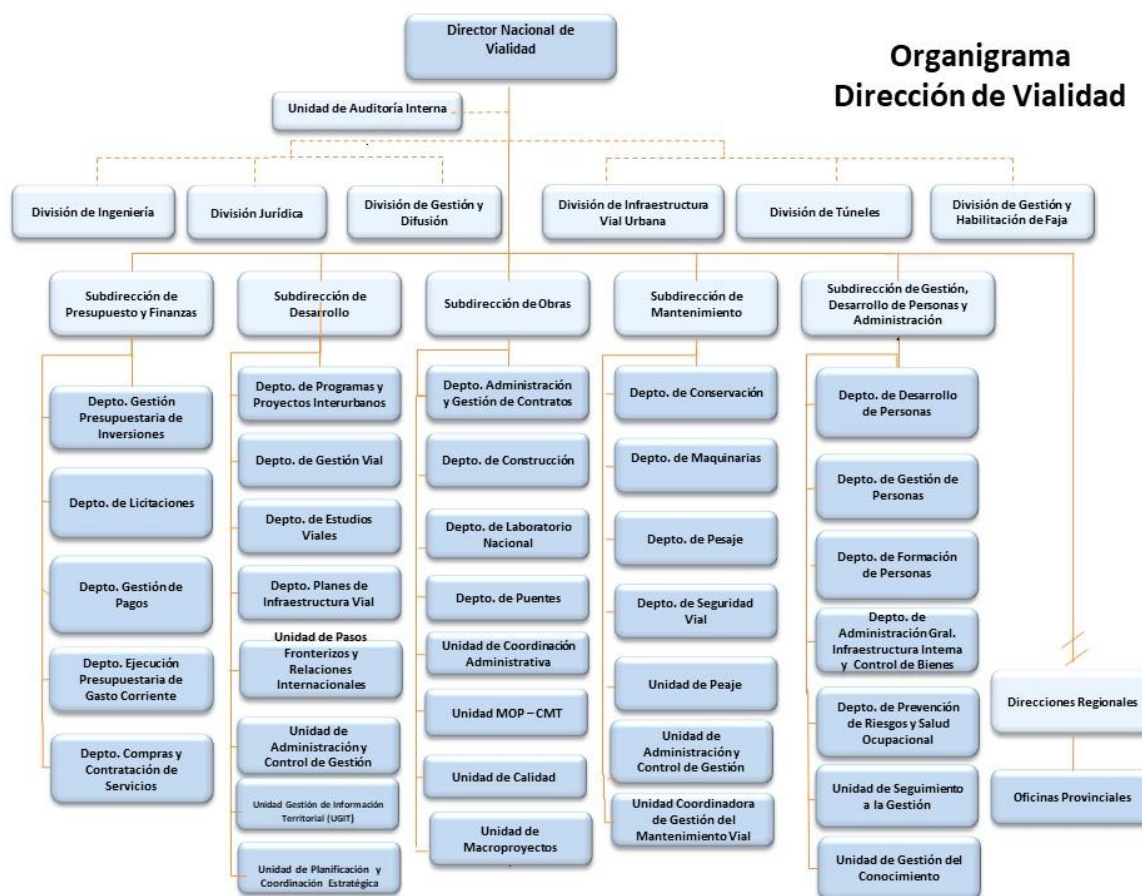 Director Nacional de
Vialidad
Organigrama
Dirección de Vialidad
Unidad de Auditoría Interna
División de Ingeniería
División Jurídica
División de Gestión y
Difusión
División de Infraestructura
Vial Urbana
División de Túneles
División de Gestión y
Habilitación de Faja
Subdirección de
Presupuesto y Finanzas
Subdirección de
Desarrollo
Subdirección de Obras
Subdirección de
Mantenimiento
Subdirección de Gestión,
Desarrollo de Personas y
Administración
Depto. Gestión
Presupuestaria de
Inversiones
Depto. de Licitaciones
Depto. Gestión de
Pagos
Depto. Ejecución
Presupuestaria de
Gasto Corriente
Depto. Compras y
Contratación de
Servicios
Depto. de Programas y
Proyectos Interurbanos
Depto. de Gestión Vial
Depto. de Estudios
Viales
Depto. Planes de
Infraestructura Vial
Unidad de Pasos
Fronterizos y
Relaciones
Internacionales
Unidad de
Administración y
Control de Gestión
Unidad Gestión de Información
Territorial (UGIT)
Unidad de Planificación y
Coordinación Estratégica
Depto. Administración
y Gestión de Contratos
Depto. de Construcción
Depto. de Laboratorio
Nacional
Depto. de Puentes
Unidad de Coordinación
Administrativa
Unidad MOP – CMT
Unidad de Calidad
Unidad de
Macroproyectos
Depto. de Conservación
Depto. de Maquinarias
Depto. de Pesaje
Depto. de Seguridad
Vial
Unidad de Peaje
Unidad de
Administración y
Control de Gestión
Unidad Coordinadora
de Gestión del
Mantenimiento Vial
Depto. de Desarrollo
de Personas
Depto. de Gestión de
Personas
Depto. de Formación
de Personas
Depto. de
Administración Gral.
Infraestructura Interna
y Control de Bienes
Depto. de Prevención
de Riesgos y Salud
Ocupacional
Unidad de Seguimiento
a la Gestión
Unidad de Gestión del
Conocimiento
Direcciones Regionales
Oficinas Provinciales